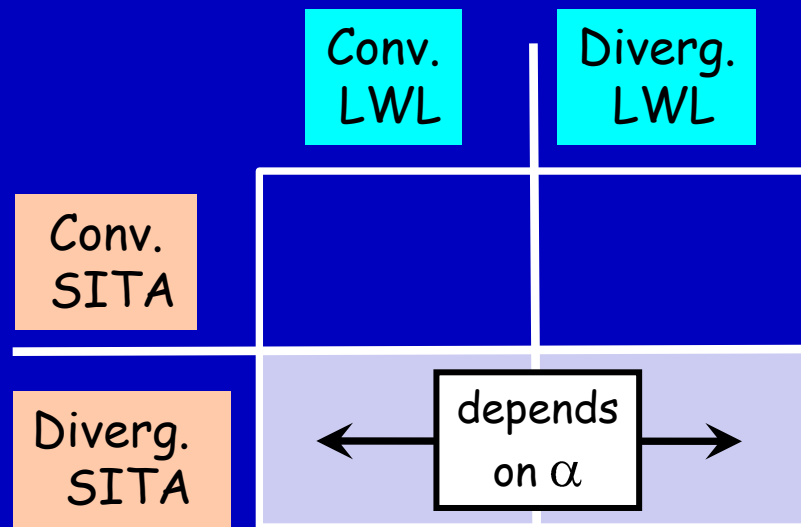 Conv.
LWL
Diverg.
LWL
Conv.
SITA
Diverg.
SITA
depends
on α